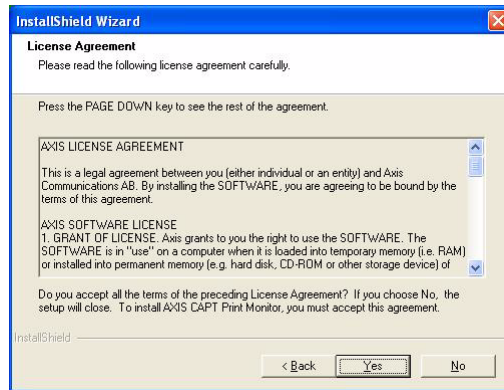 InstallShield Wizard
License Agreement
Please read the following license agreement carefully.
Press the PAGE DOWN key to see the rest of the agreement.
AXIS LICENSE AGREEMENT
This is a legal agreement between you (either individual or an entity) and Axis
Communications AB. By installing the SOFTWARE, you are agreeing to be bound by the
terms of this agreement.
AXIS SOFTWARE LICENSE
1. GRANT OF LICENSE. Axis grants to you the right to use the SOFTWARE. The
SOFTWARE is in "use" on a computer when it is loaded into temporary memory (i.e. RAM)
or installed into permanent memory (e.g. hard disk, CD-ROM or other storage device) of
Do you accept all the terms of the preceding License Agreement? If you choose No, the
setup will close. To install AXIS CAPT Print Monitor, you must accept this agreement.
InstallShield
< Back Yes No